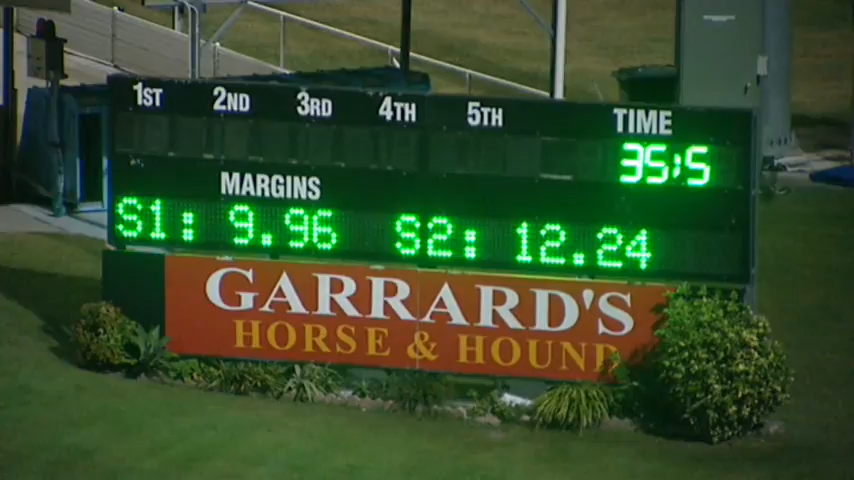 1ST 2ND 3RD 4TH 5TH TIME
35:5
MARGINS
S1: 9.96 S2: 12.24
GARRARD'S
HORSE & HOUND